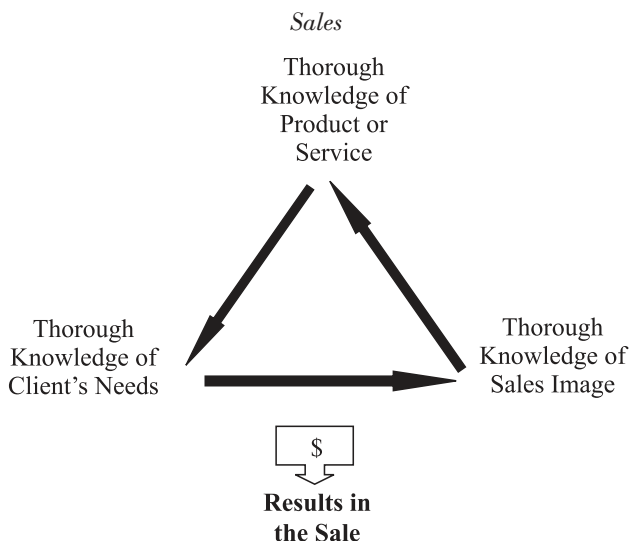 Sales
Thorough
Knowledge of
Product or
Service
Thorough
Knowledge of
Client’s Needs
Thorough
Knowledge of
Sales Image
$
Results in
the Sale